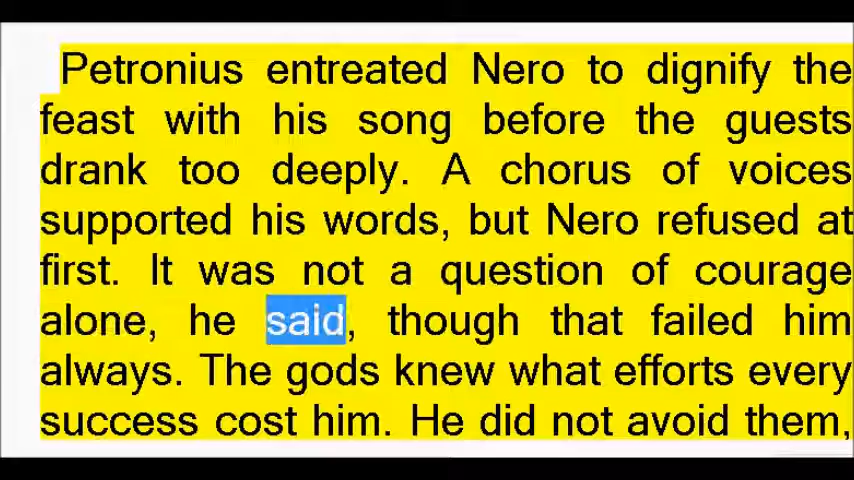 Petronius entreated Nero to dignify the
feast with his song before the guests
drank too deeply. A chorus of voices
supported his words, but Nero refused at
first. It was not a question of courage
alone, he said, though that failed him
always. The gods knew what efforts every
success cost him. He did not avoid them,